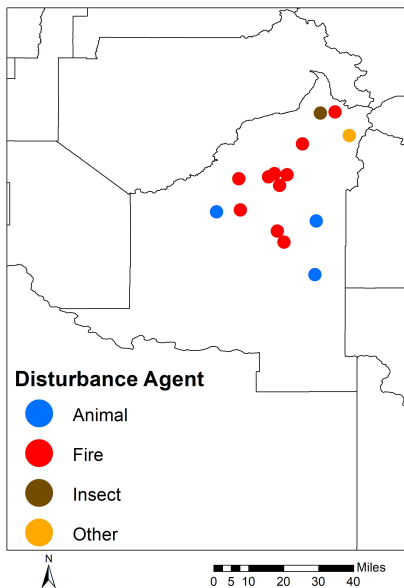 Disturbance Agent
Animal
Fire
Insect
Other
N
Miles
0 5 10 20 30 40